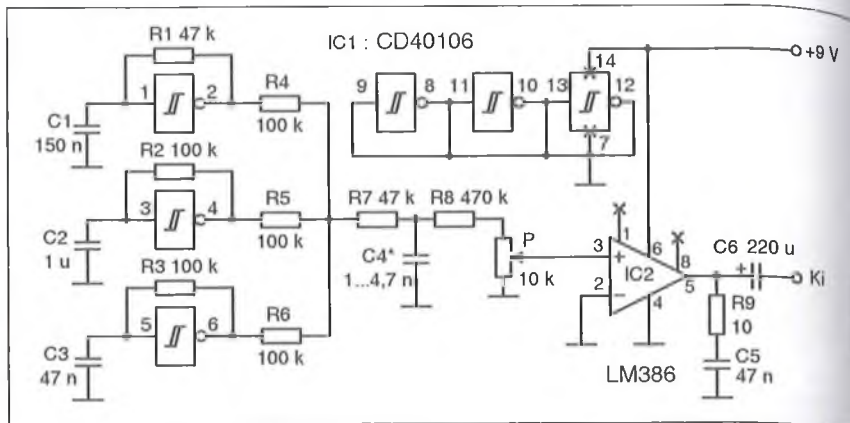 R1 47 k
IC1 : CD40106
14
+9 V
1
2
R4
9
8
11
10
13
12
C1
150 n
100 k
7
R2 100 k
3
4
R5
R7 47 k
R8 470 k
C2
1 u
100 k
P
10 k
1
8
C6 220 u
3
+
6
IC2
5
+
Ki
2
−
4
R9
10
C4*
1...4,7 n
R3 100 k
5
6
R6
C3
47 n
100 k
LM386
C5
47 n